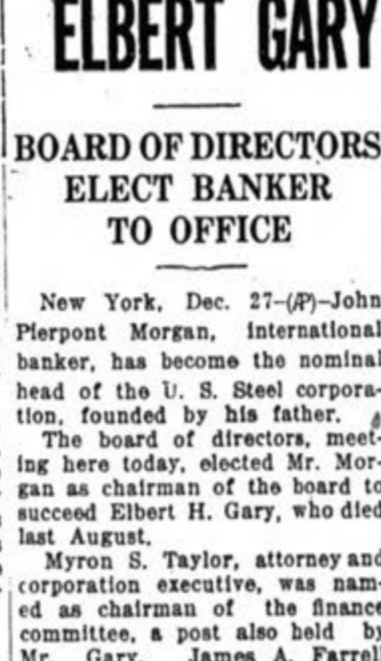 ELBERT GARY
BOARD OF DIRECTORS
ELECT BANKER
TO OFFICE
New York, Dec. 27-(AP)-John
Pierpont Morgan, international
banker, has become the nominal
head of the U. S. Steel corpora-
tion, founded by his father.
The board of directors, meet-
ing here today, elected Mr. Mor-
gan as chairman of the board to
succeed Elbert H. Gary, who died
last August.
Myron S. Taylor, attorney and
corporation executive, was nam-
ed as chairman of the finance
committee, a post also held by
Mr. Gary. James A. Farrell